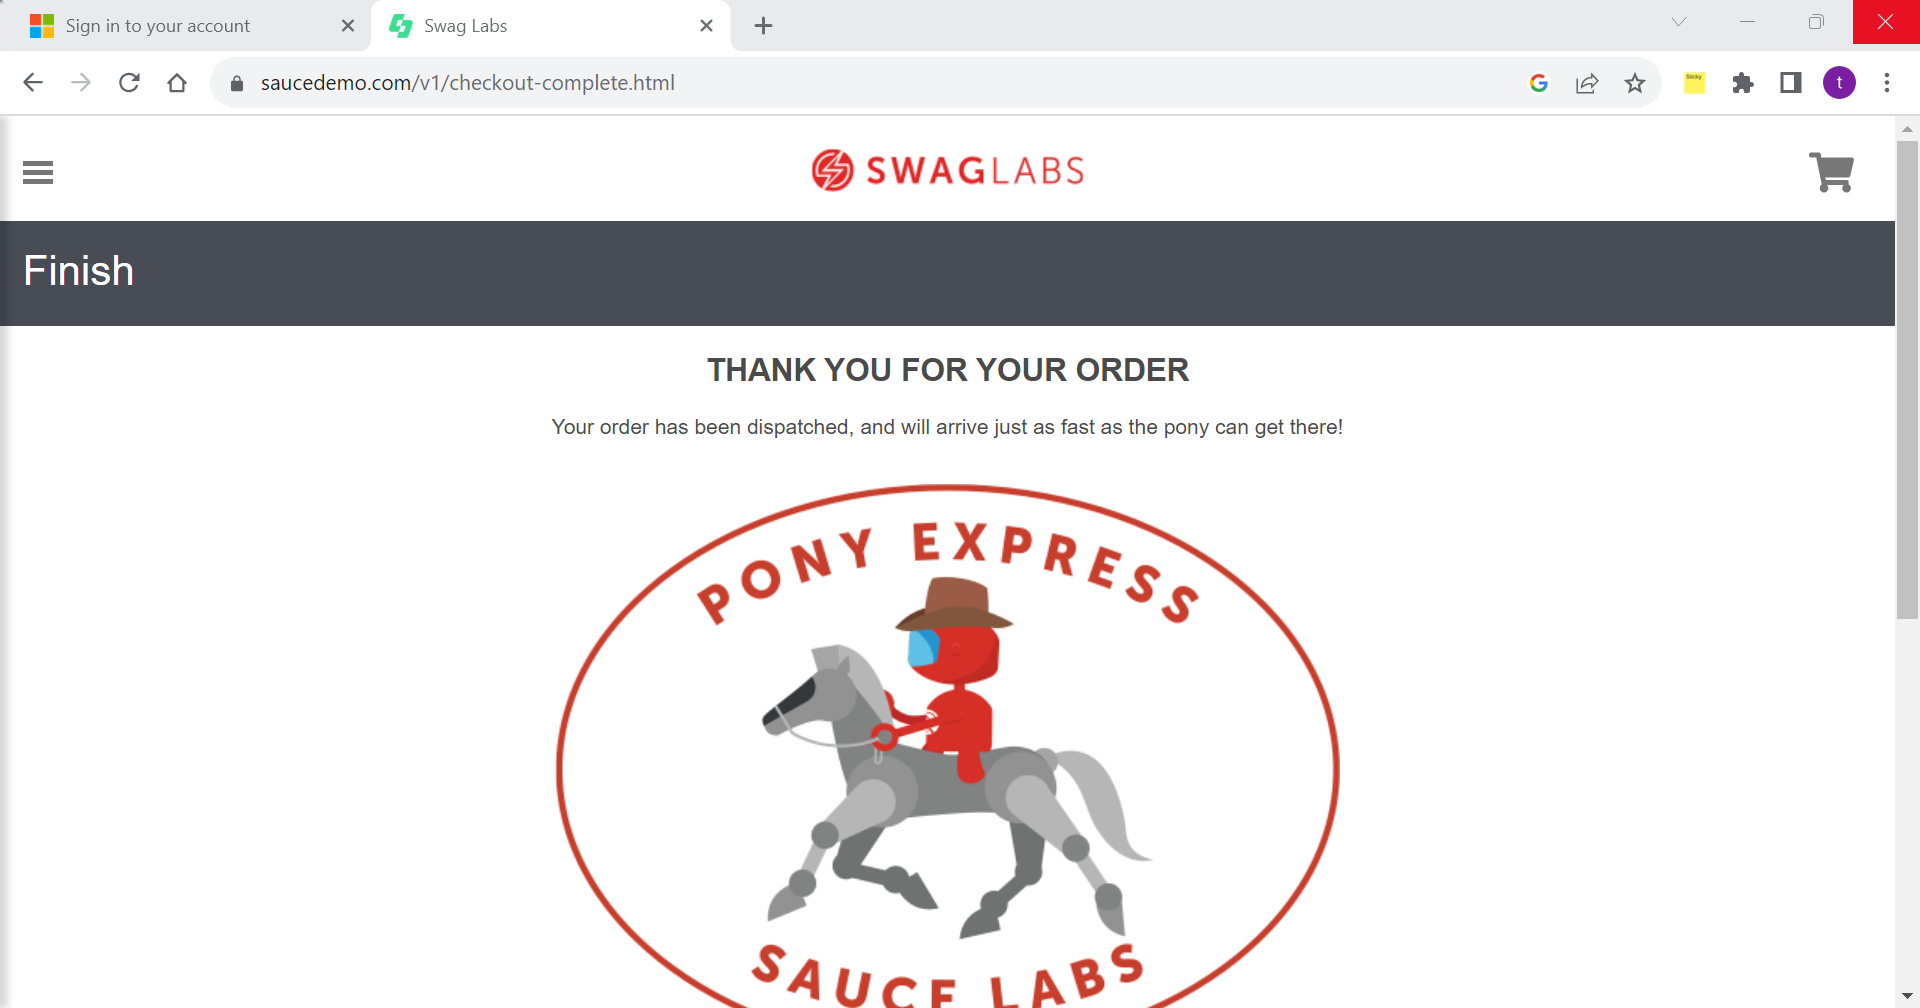 Sign in to your account
Swag Labs
saucedemo.com/v1/checkout-complete.html
Sticky
t
SWAGLABS
Finish
THANK YOU FOR YOUR ORDER
Your order has been dispatched, and will arrive just as fast as the pony can get there!
PONY EXPRESS
SAUCE LABS